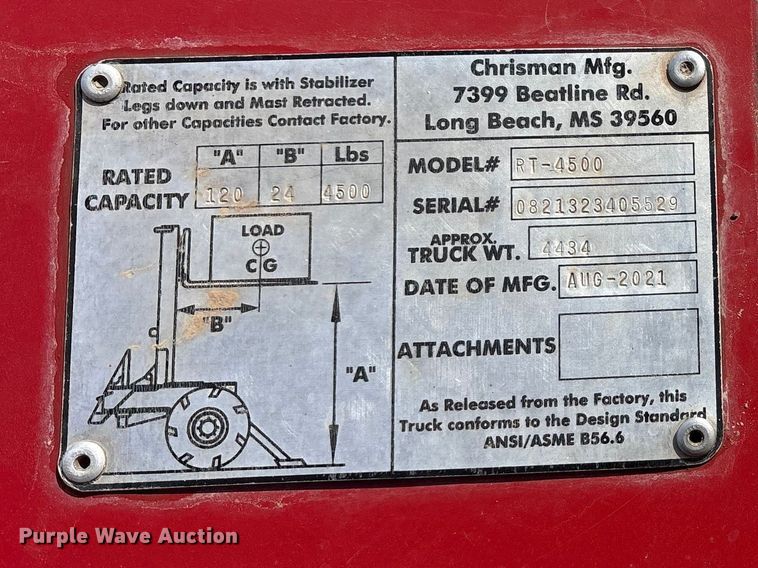 Rated Capacity is with Stabilizer
Legs down and Mast Retracted.
For other Capacities Contact Factory.
"A" "B" Lbs
RATED CAPACITY 120 24 4500
LOAD
CG
"B"
"A"
Chrisman Mfg.
7399 Beatline Rd.
Long Beach, MS 39560
MODEL# RT-4500
SERIAL# 0821323405529
APPROX.
TRUCK WT. 4434
DATE OF MFG. AUG-2021
ATTACHMENTS
As Released from the Factory, this
Truck conforms to the Design Standard
ANSI/ASME B56.6
Purple Wave Auction